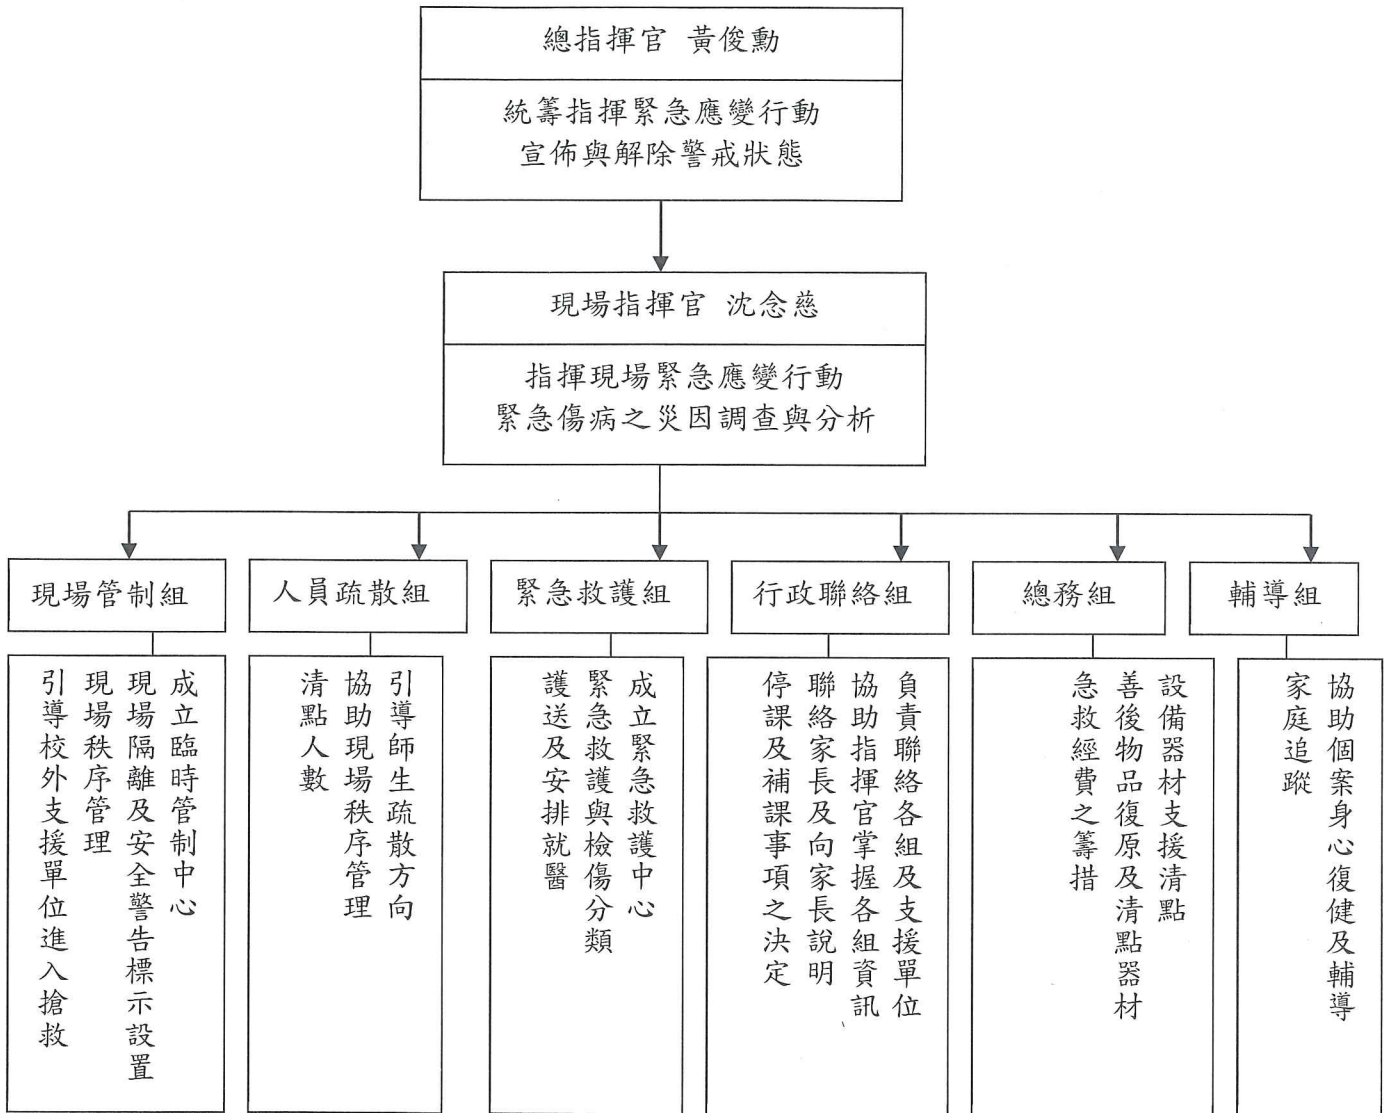 總指揮官 黃俊勳
統籌指揮緊急應變行動
宣佈與解除警戒狀態
現場指揮官 沈念慈
指揮現場緊急應變行動
緊急傷病之災因調查與分析
現場管制組
人員疏散組
緊急救護組
行政聯絡組
總務組
輔導組
成立臨時管制中心
現場隔離及安全警告標示設置
現場秩序管理
引導校外支援單位進入搶救
引導師生疏散方向
協助現場秩序管理
清點人數
成立緊急救護中心
緊急救護與檢傷分類
護送及安排就醫
負責聯絡各組及支援單位
協助指揮官掌握各組資訊
聯絡家長及向家長說明
停課及補課事項之決定
設備器材支援清點
善後物品復原及清點器材
急救經費之籌措
協助個案身心復健及輔導
家庭追蹤